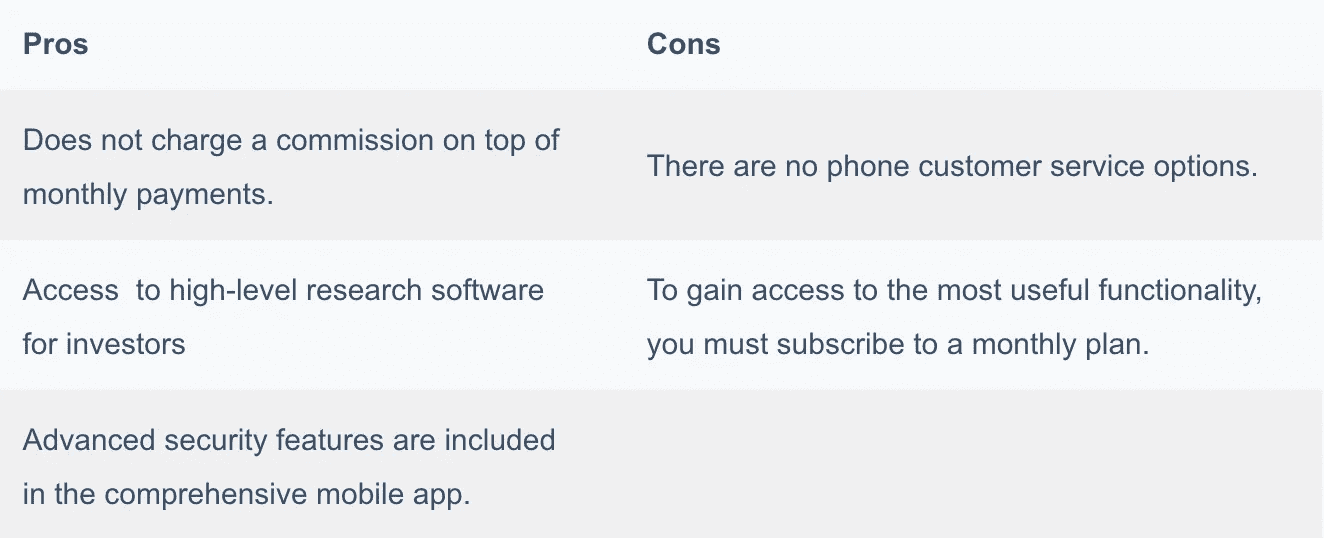 Pros
Cons
Does not charge a commission on top of
monthly payments.
There are no phone customer service options.
Access  to high-level research software
for investors
To gain access to the most useful functionality,
you must subscribe to a monthly plan.
Advanced security features are included
in the comprehensive mobile app.